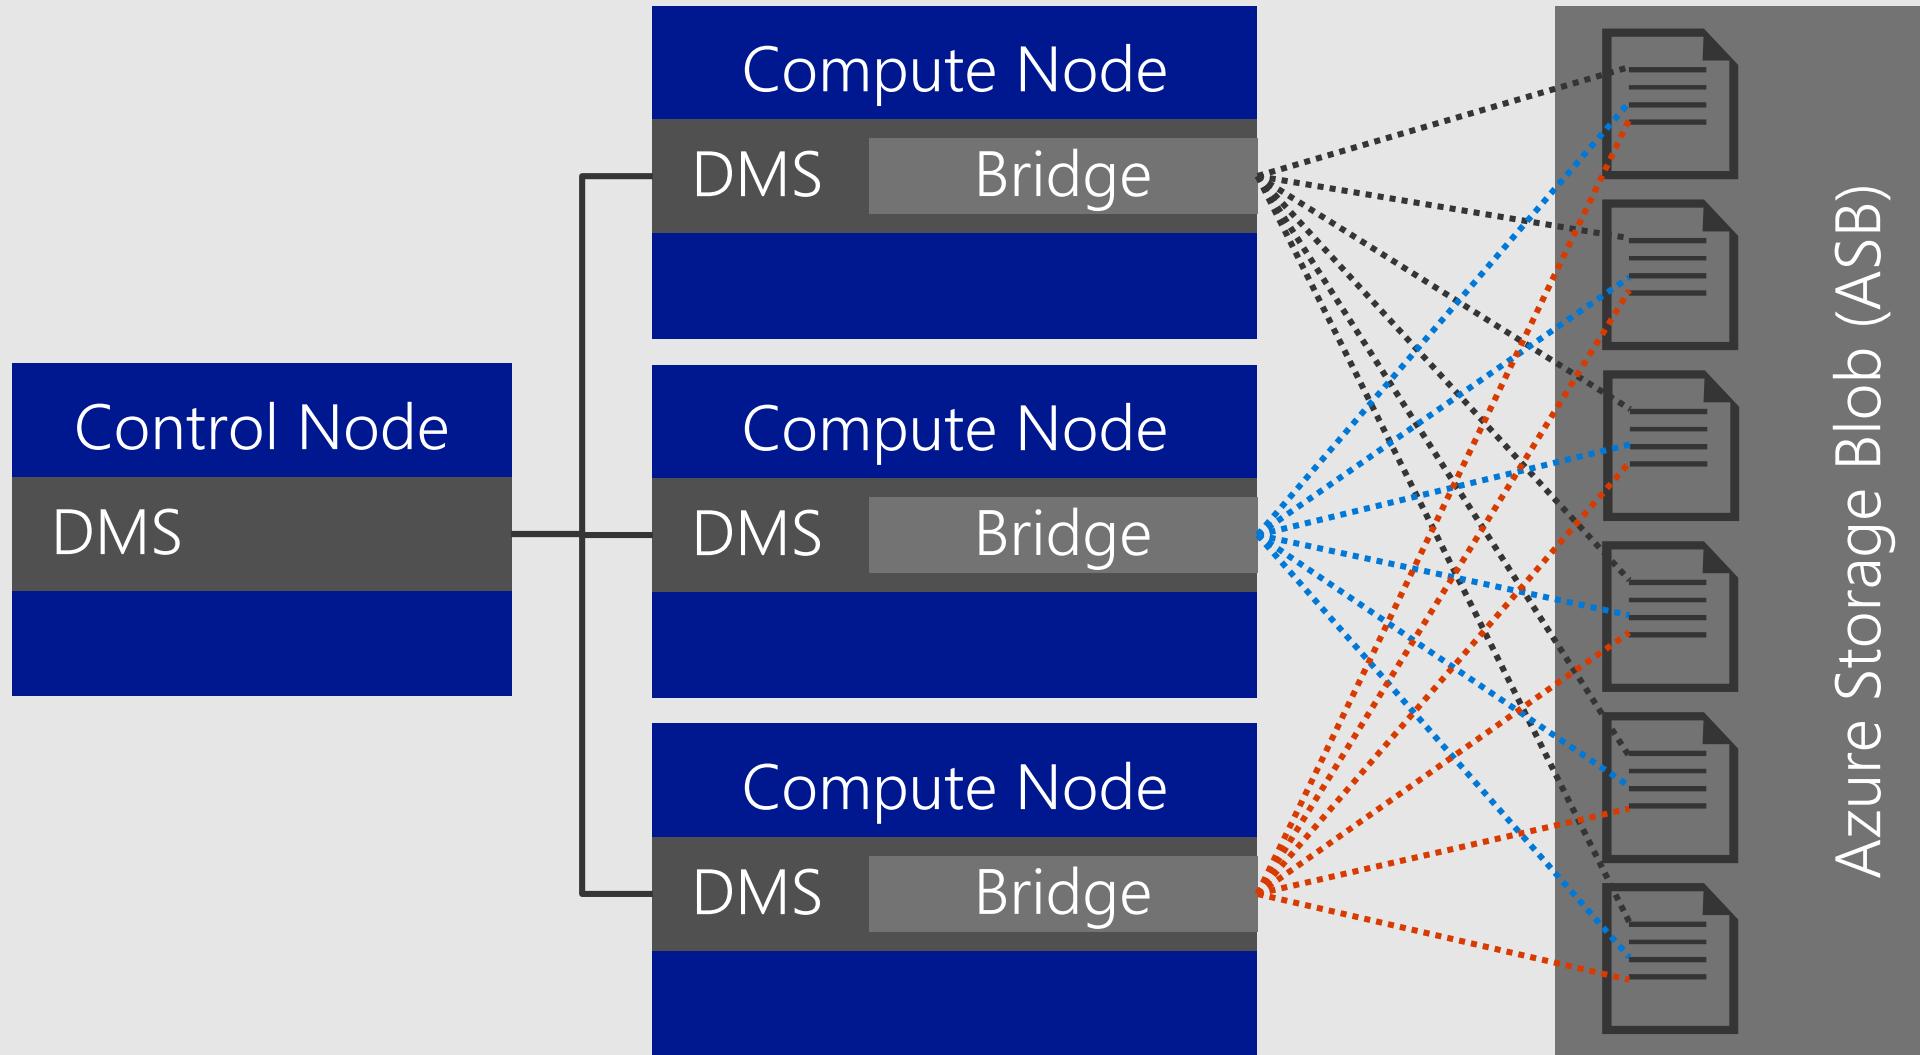 Control Node
DMS
Compute Node
DMS
Bridge
Compute Node
DMS
Bridge
Compute Node
DMS
Bridge
Azure Storage Blob (ASB)